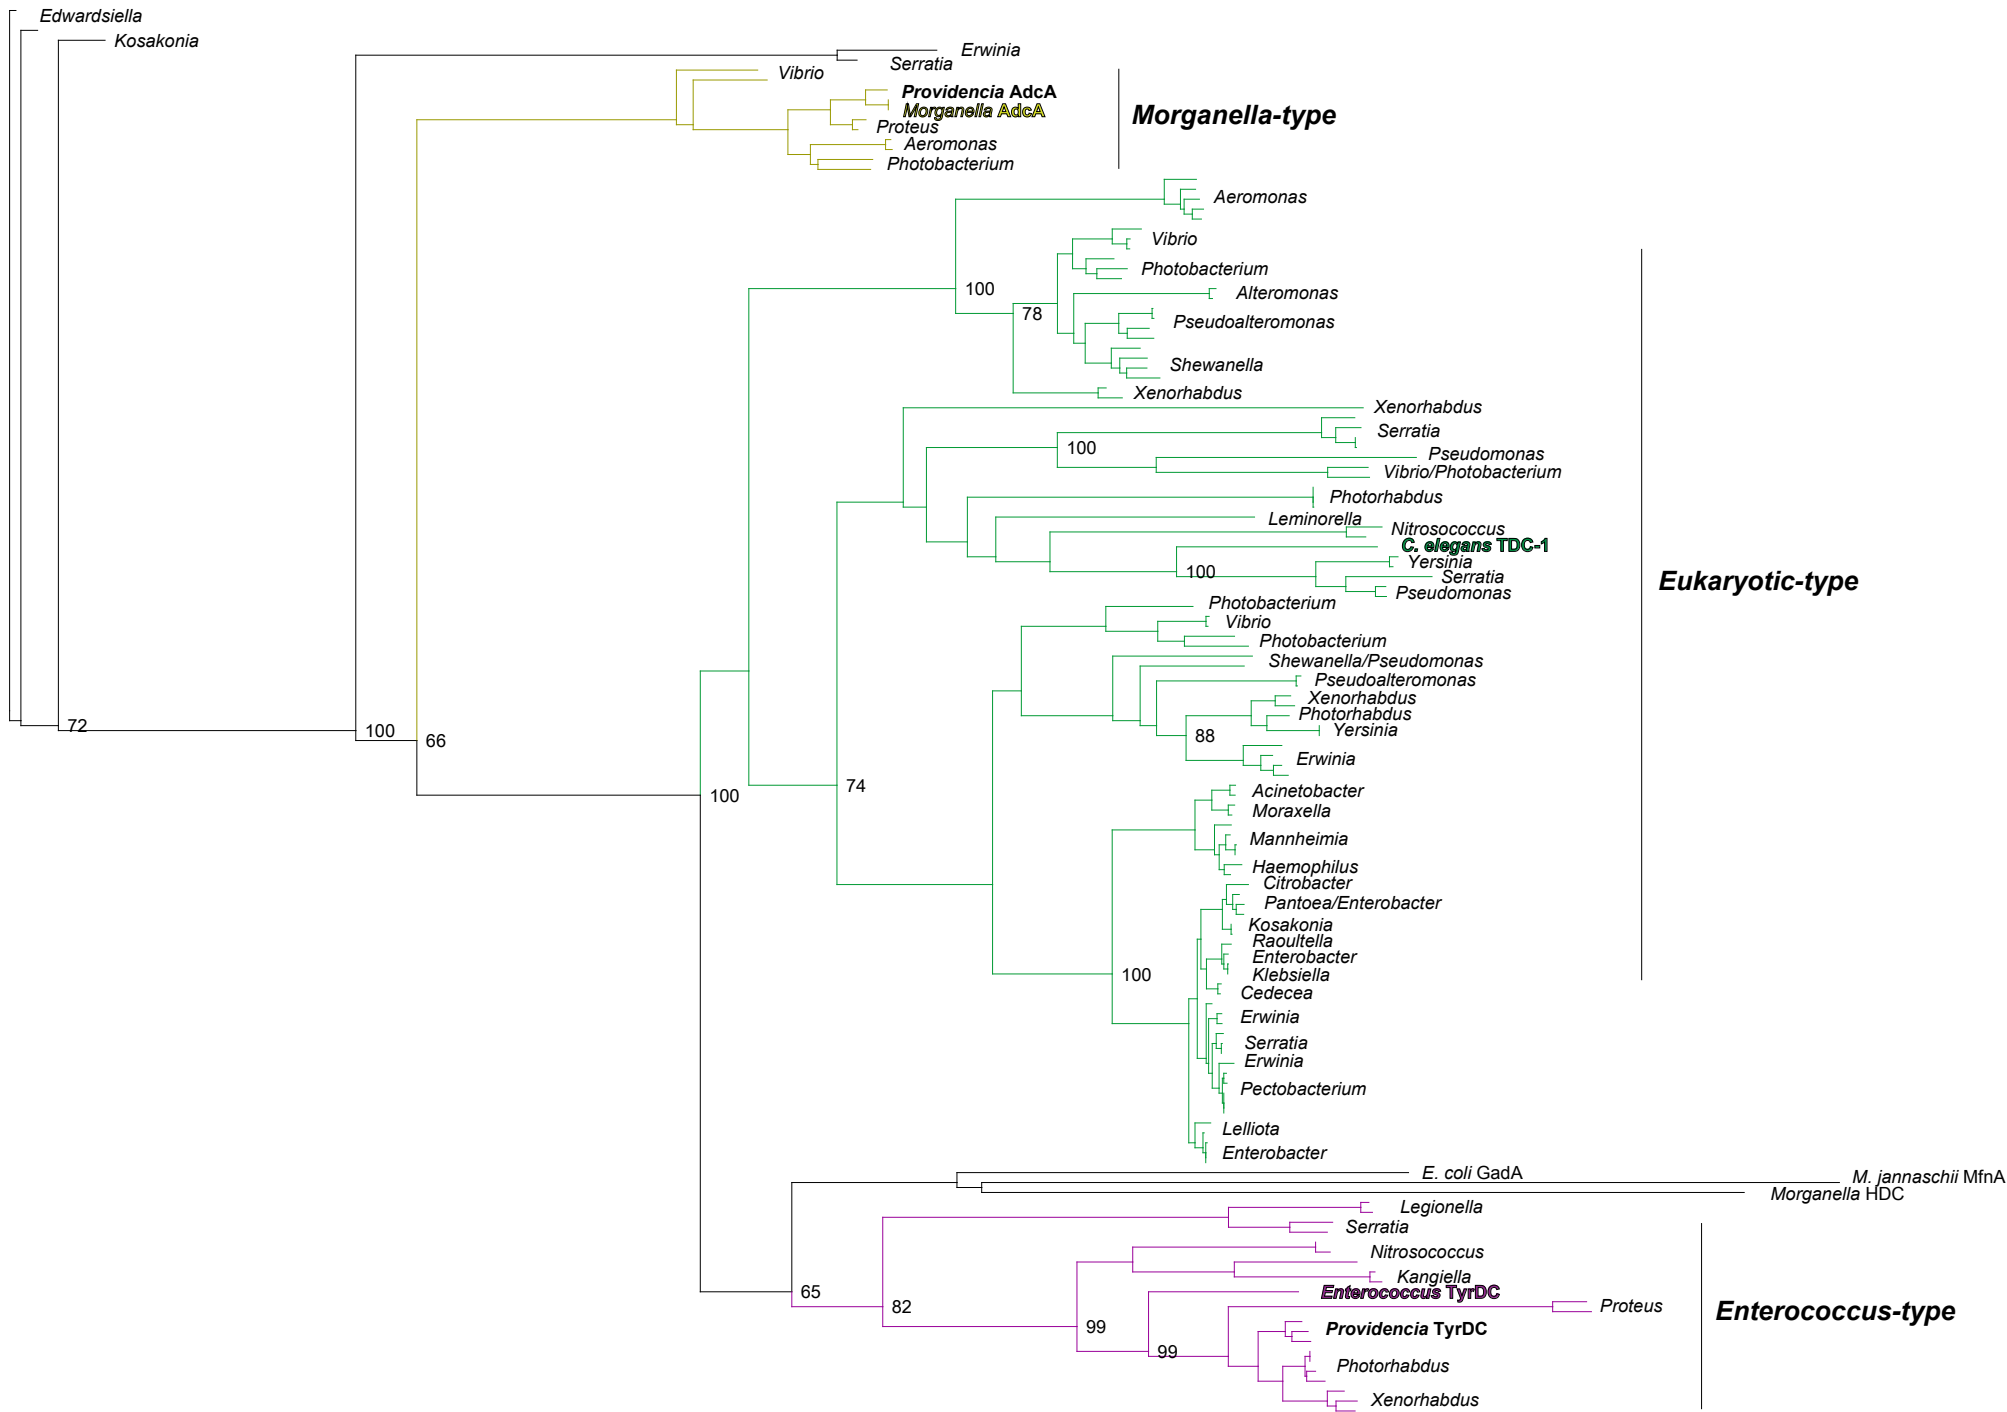 Edwardsiella
Kosakonia
Erwinia
Serratia
Vibrio
Providencia AdcA
Morganella AdcA
Proteus
Aeromonas
Photobacterium
Morganella-type
Aeromonas
Vibrio
Photobacterium
100
Alteromonas
78
Pseudoalteromonas
Shewanella
Xenorhabdus
Xenorhabdus
Serratia
100
Pseudomonas
Vibrio/Photobacterium
Photorhabdus
Leminorella
Nitrosococcus
C. elegans TDC-1
Yersinia
100
Serratia
Pseudomonas
Eukaryotic-type
Photobacterium
Vibrio
Photobacterium
Shewanella/Pseudomonas
Pseudoalteromonas
Xenorhabdus
Photorhabdus
Yersinia
72
100
66
88
Erwinia
74
100
Acinetobacter
Moraxella
Mannheimia
Haemophilus
Citrobacter
Pantoea/Enterobacter
Kosakonia
Raoultella
Enterobacter
Klebsiella
100
Cedecea
Erwinia
Serratia
Erwinia
Pectobacterium
Lelliota
Enterobacter
E. coli GadA
M. jannaschii MfnA
Morganella HDC
Legionella
Serratia
Nitrosococcus
Kangiella
65
Enterococcus TyrDC
82
Proteus
Enterococcus-type
99
Providencia TyrDC
99
Photorhabdus
Xenorhabdus